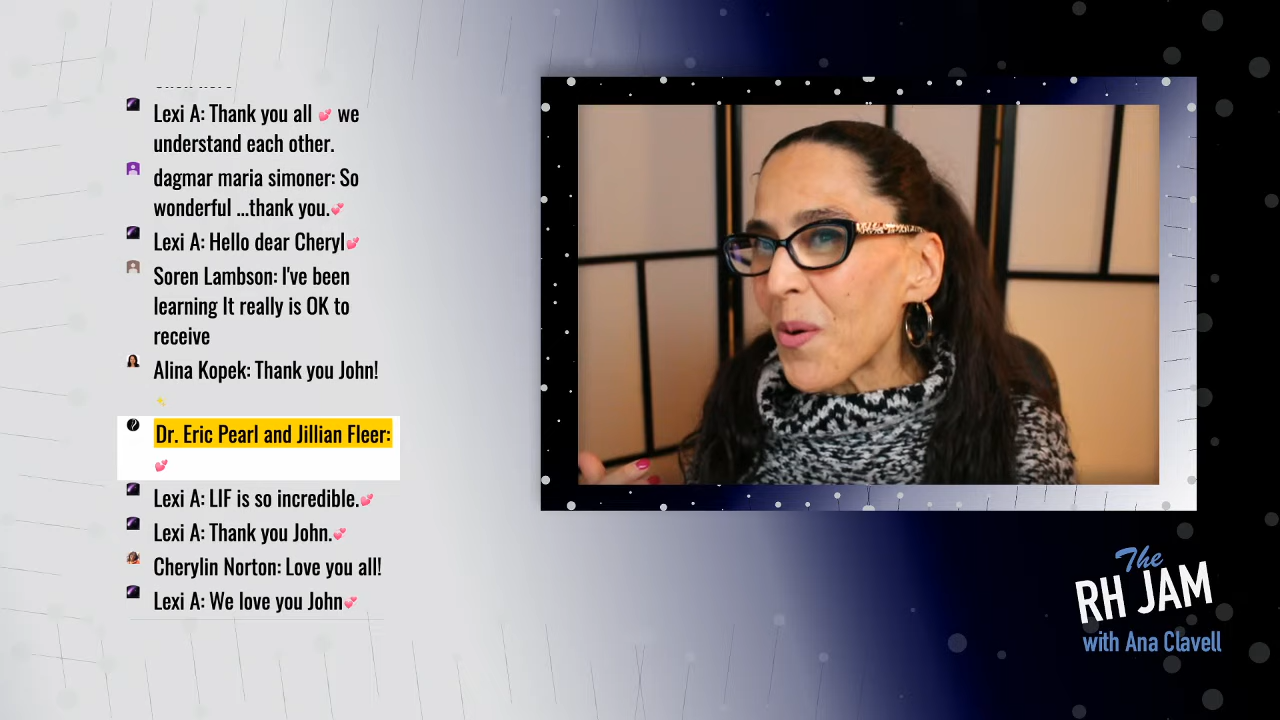 Lexi A: Thank you all 💕 we
understand each other.
dagmar maria simoner: So
wonderful ...thank you.💕
Lexi A: Hello dear Cheryl💕
Soren Lambson: I've been
learning It really is OK to
receive
Alina Kopek: Thank you John!
✨
Dr. Eric Pearl and Jillian Fleer:
💕
Lexi A: LIF is so incredible.💕
Lexi A: Thank you John.💕
Cherylin Norton: Love you all!
Lexi A: We love you John💕
The
RH JAM
with Ana Clavell